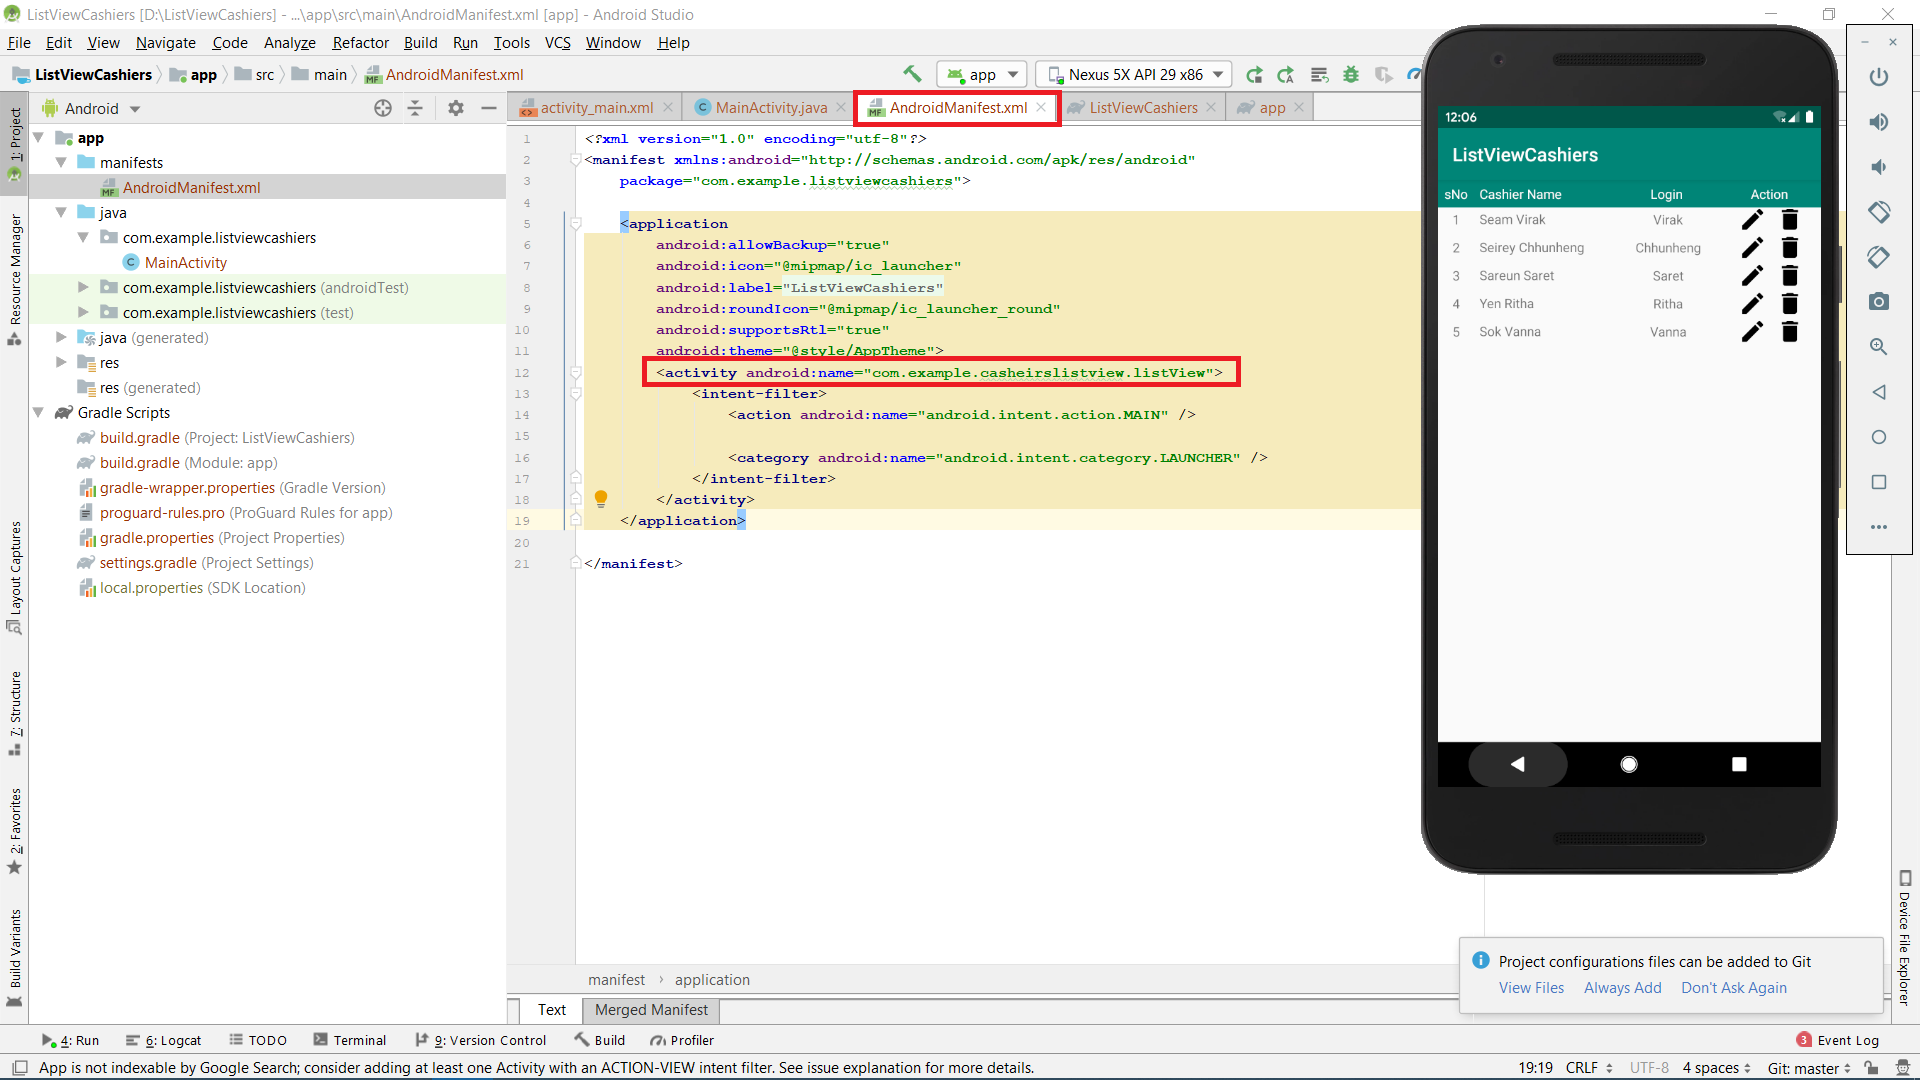 ListViewCashiers [D:\ListViewCashiers] - ...\app\src\main\AndroidManifest.xml [app] - Android Studio
File Edit View Navigate Code Analyze Refactor Build Run Tools VCS Window Help
ListViewCashiers app src main AndroidManifest.xml
app Nexus 5X API 29 x86
Android
activity_main.xml MainActivity.java AndroidManifest.xml ListViewCashiers app
1: Project
Resource Manager
Layout Captures
7: Structure
2: Favorites
Build Variants
app
manifests
AndroidManifest.xml
java
com.example.listviewcashiers
MainActivity
com.example.listviewcashiers (androidTest)
com.example.listviewcashiers (test)
java (generated)
res
res (generated)
Gradle Scripts
build.gradle (Project: ListViewCashiers)
build.gradle (Module: app)
gradle-wrapper.properties (Gradle Version)
proguard-rules.pro (ProGuard Rules for app)
gradle.properties (Project Properties)
settings.gradle (Project Settings)
local.properties (SDK Location)
1 <?xml version="1.0" encoding="utf-8"?>
2 <manifest xmlns:android="http://schemas.android.com/apk/res/android"
3 package="com.example.listviewcashiers">
4
5 <application
6 android:allowBackup="true"
7 android:icon="@mipmap/ic_launcher"
8 android:label="ListViewCashiers"
9 android:roundIcon="@mipmap/ic_launcher_round"
10 android:supportsRtl="true"
11 android:theme="@style/AppTheme">
12 <activity android:name="com.example.casheirslistview.listView">
13 <intent-filter>
14 <action android:name="android.intent.action.MAIN" />
15
16 <category android:name="android.intent.category.LAUNCHER" />
17 </intent-filter>
18 </activity>
19 </application>
20
21 </manifest>
manifest › application
Text Merged Manifest
12:06
ListViewCashiers
sNo Cashier Name Login Action
1 Seam Virak Virak
2 Seirey Chhunheng Chhunheng
3 Sareun Saret Saret
4 Yen Ritha Ritha
5 Sok Vanna Vanna
Device File Explorer
Project configurations files can be added to Git
View Files Always Add Don't Ask Again
4: Run 6: Logcat TODO Terminal 9: Version Control Build Profiler 3 Event Log
App is not indexable by Google Search; consider adding at least one Activity with an ACTION-VIEW intent filter. See issue explanation for more details. 19:19 CRLF UTF-8 4 spaces Git: master